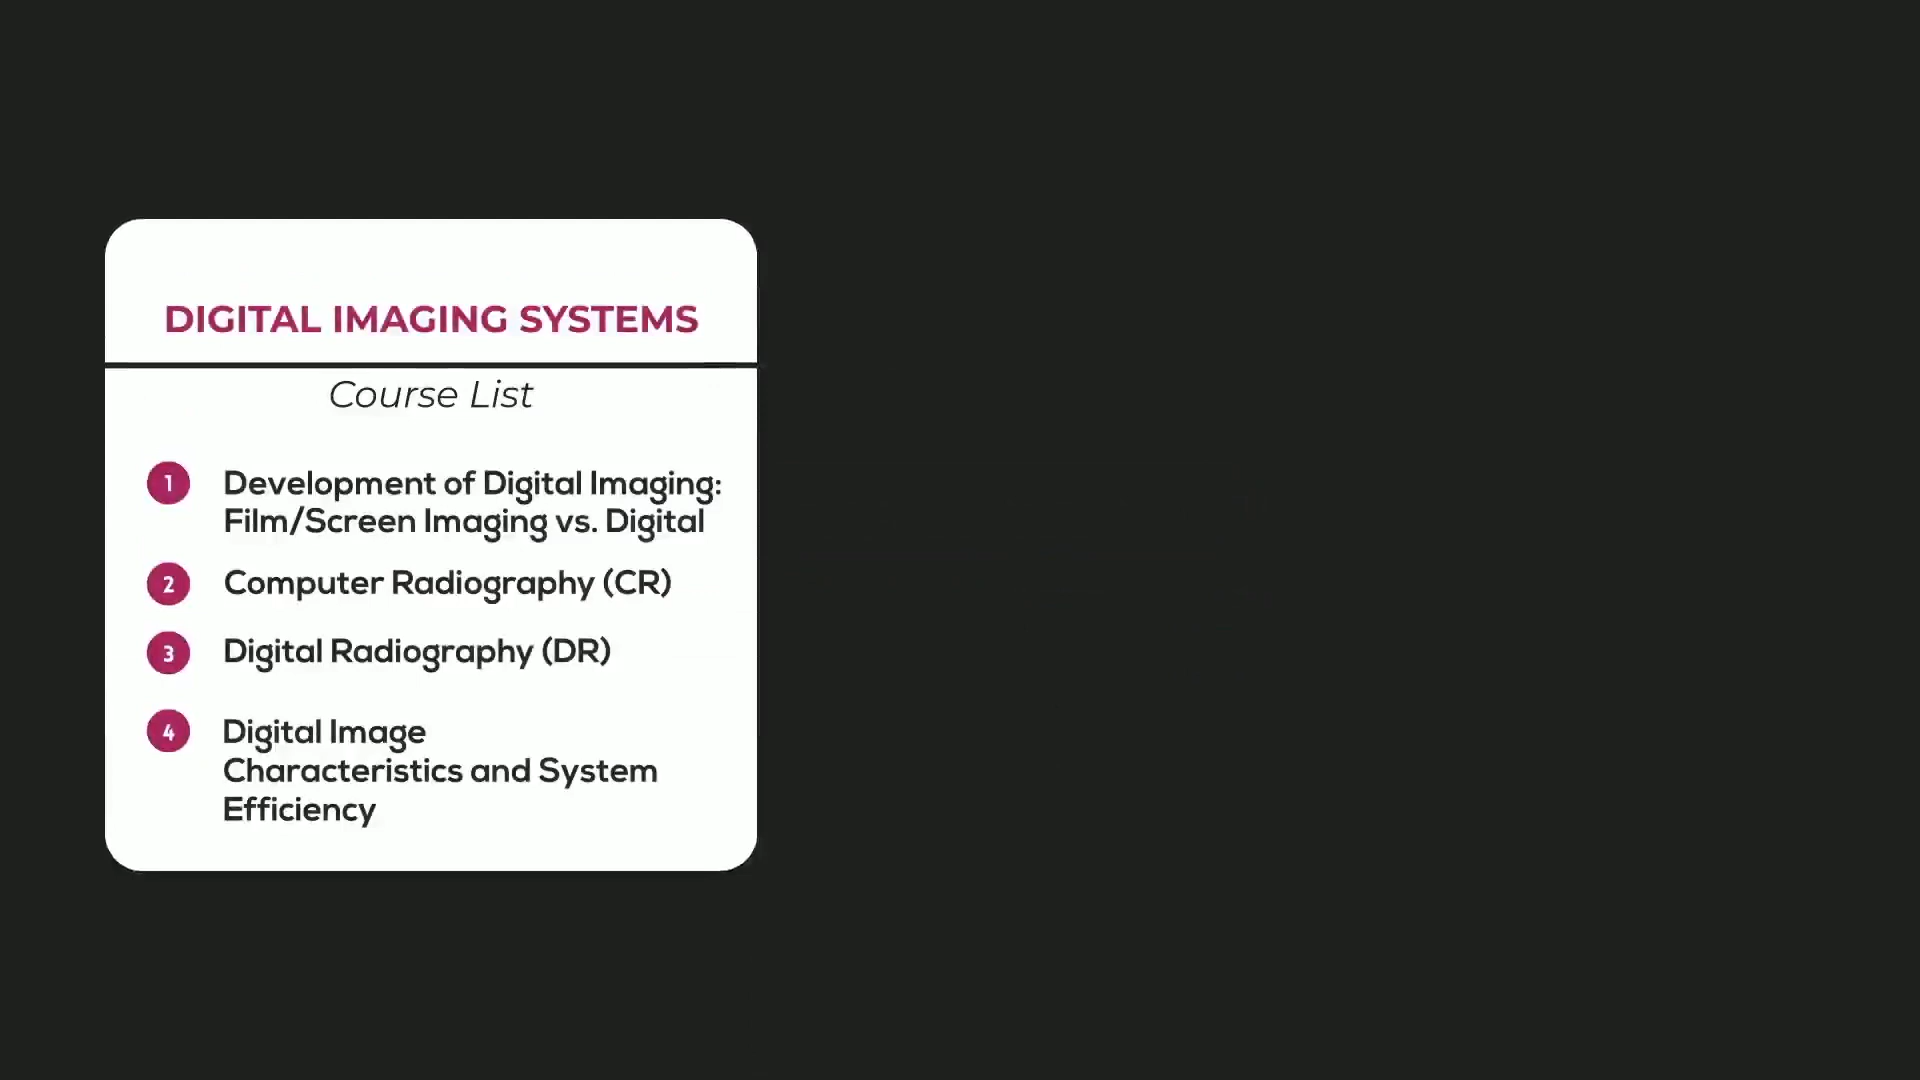 DIGITAL IMAGING SYSTEMS
Course List
1 Development of Digital Imaging:
Film/Screen Imaging vs. Digital
2 Computer Radiography (CR)
3 Digital Radiography (DR)
4 Digital Image
Characteristics and System
Efficiency